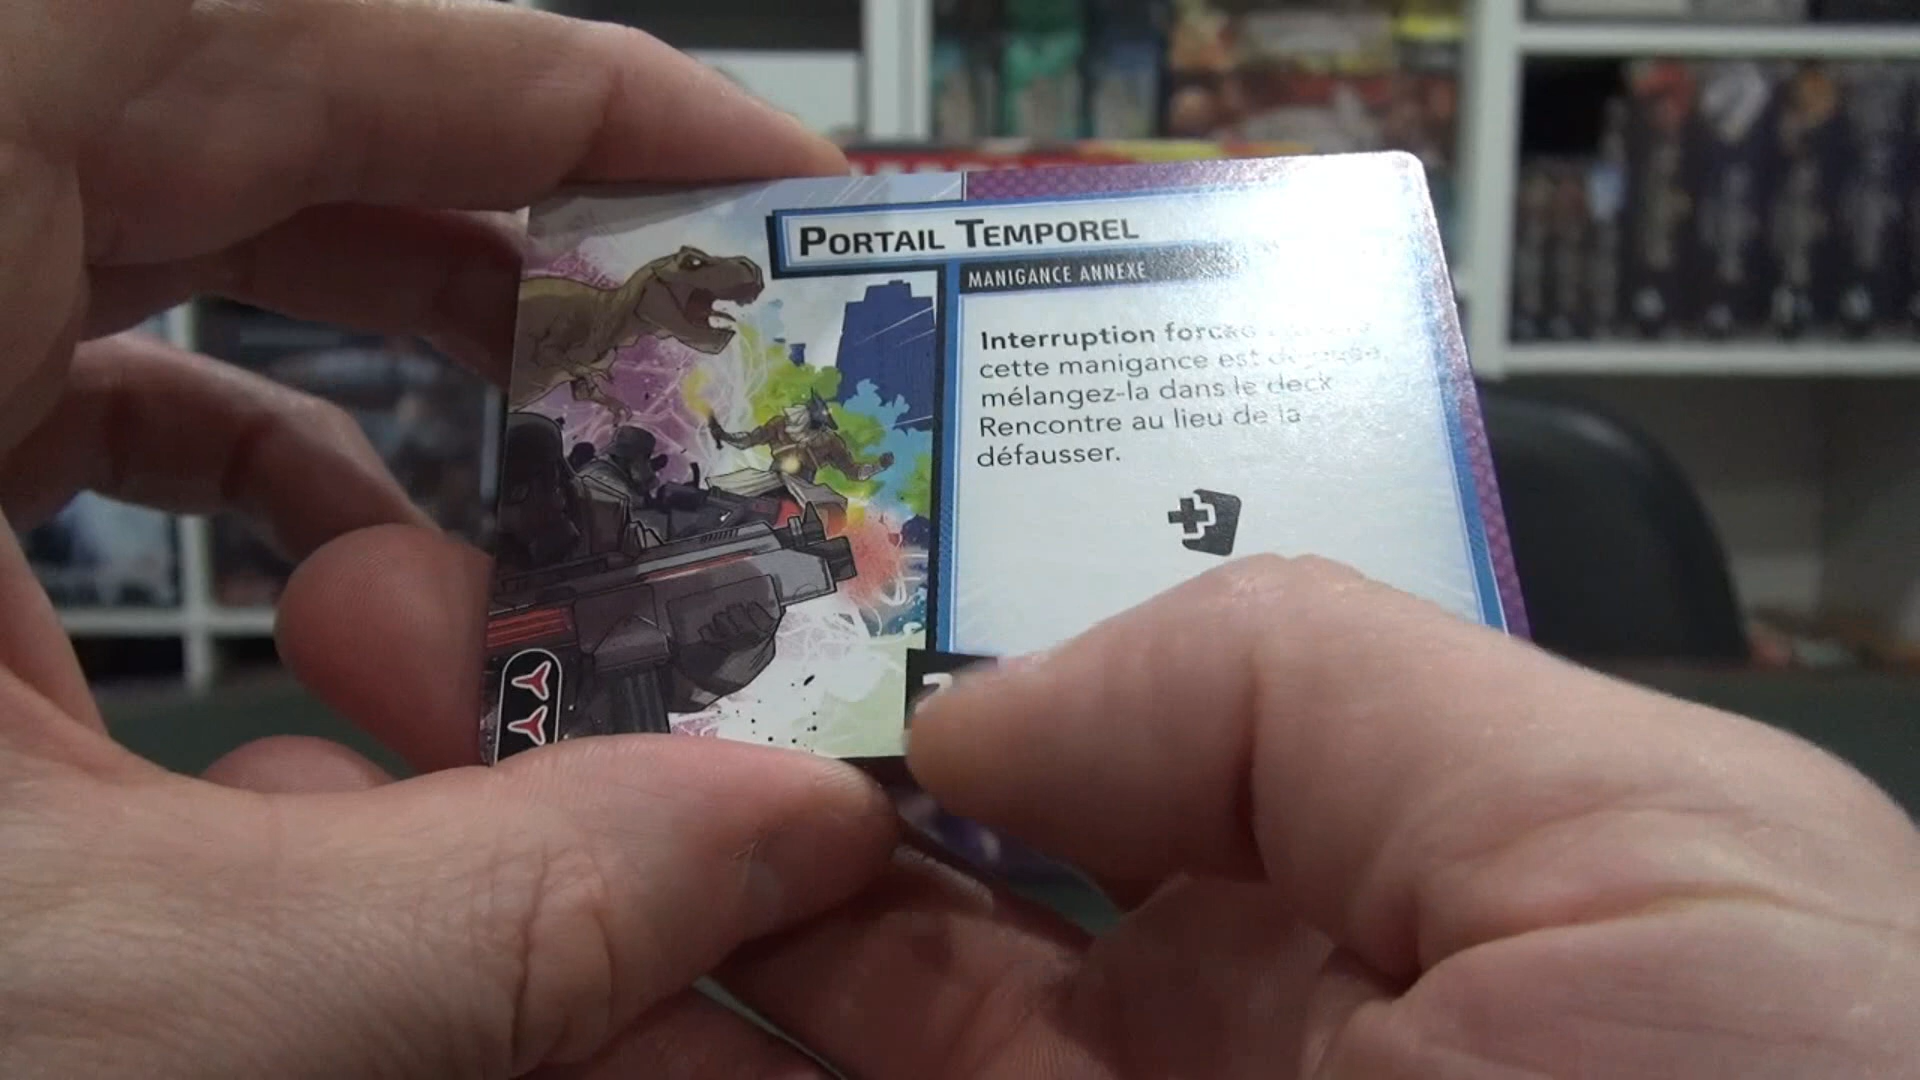 PORTAIL TEMPOREL
MANIGANCE ANNEXE
Interruption forcée
cette manigance est
mélangez-la dans le deck
Rencontre au lieu de la
défausser.